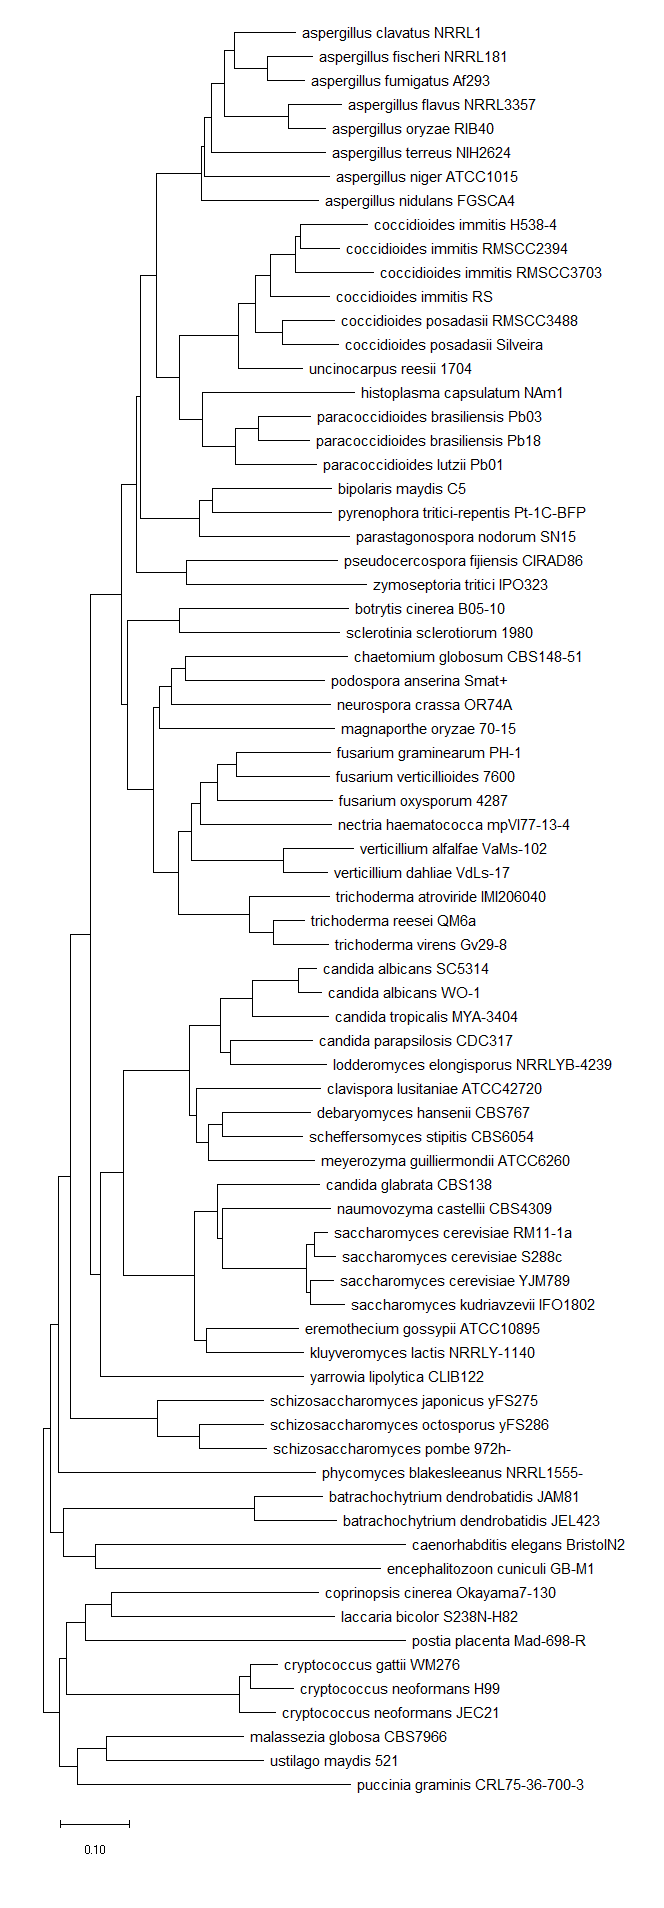 aspergillus clavatus NRRL1
aspergillus fischeri NRRL181
aspergillus fumigatus Af293
aspergillus flavus NRRL3357
aspergillus oryzae RIB40
aspergillus terreus NIH2624
aspergillus niger ATCC1015
aspergillus nidulans FGSCA4
coccidioides immitis H538-4
coccidioides immitis RMSCC2394
coccidioides immitis RMSCC3703
coccidioides immitis RS
coccidioides posadasii RMSCC3488
coccidioides posadasii Silveira
uncinocarpus reesii 1704
histoplasma capsulatum NAm1
paracoccidioides brasiliensis Pb03
paracoccidioides brasiliensis Pb18
paracoccidioides lutzii Pb01
bipolaris maydis C5
pyrenophora tritici-repentis Pt-1C-BFP
parastagonospora nodorum SN15
pseudocercospora fijiensis CIRAD86
zymoseptoria tritici IPO323
botrytis cinerea B05-10
sclerotinia sclerotiorum 1980
chaetomium globosum CBS148-51
podospora anserina Smat+
neurospora crassa OR74A
magnaporthe oryzae 70-15
fusarium graminearum PH-1
fusarium verticillioides 7600
fusarium oxysporum 4287
nectria haematococca mpVI77-13-4
verticillium alfalfae VaMs-102
verticillium dahliae VdLs-17
trichoderma atroviride IMI206040
trichoderma reesei QM6a
trichoderma virens Gv29-8
candida albicans SC5314
candida albicans WO-1
candida tropicalis MYA-3404
candida parapsilosis CDC317
lodderomyces elongisporus NRRLYB-4239
clavispora lusitaniae ATCC42720
debaryomyces hansenii CBS767
scheffersomyces stipitis CBS6054
meyerozyma guilliermondii ATCC6260
candida glabrata CBS138
naumovozyma castellii CBS4309
saccharomyces cerevisiae RM11-1a
saccharomyces cerevisiae S288c
saccharomyces cerevisiae YJM789
saccharomyces kudriavzevii IFO1802
eremothecium gossypii ATCC10895
kluyveromyces lactis NRRLY-1140
yarrowia lipolytica CLIB122
schizosaccharomyces japonicus yFS275
schizosaccharomyces octosporus yFS286
schizosaccharomyces pombe 972h-
phycomyces blakesleeanus NRRL1555-
batrachochytrium dendrobatidis JAM81
batrachochytrium dendrobatidis JEL423
caenorhabditis elegans BristolN2
encephalitozoon cuniculi GB-M1
coprinopsis cinerea Okayama7-130
laccaria bicolor S238N-H82
postia placenta Mad-698-R
cryptococcus gattii WM276
cryptococcus neoformans H99
cryptococcus neoformans JEC21
malassezia globosa CBS7966
ustilago maydis 521
puccinia graminis CRL75-36-700-3
0.10